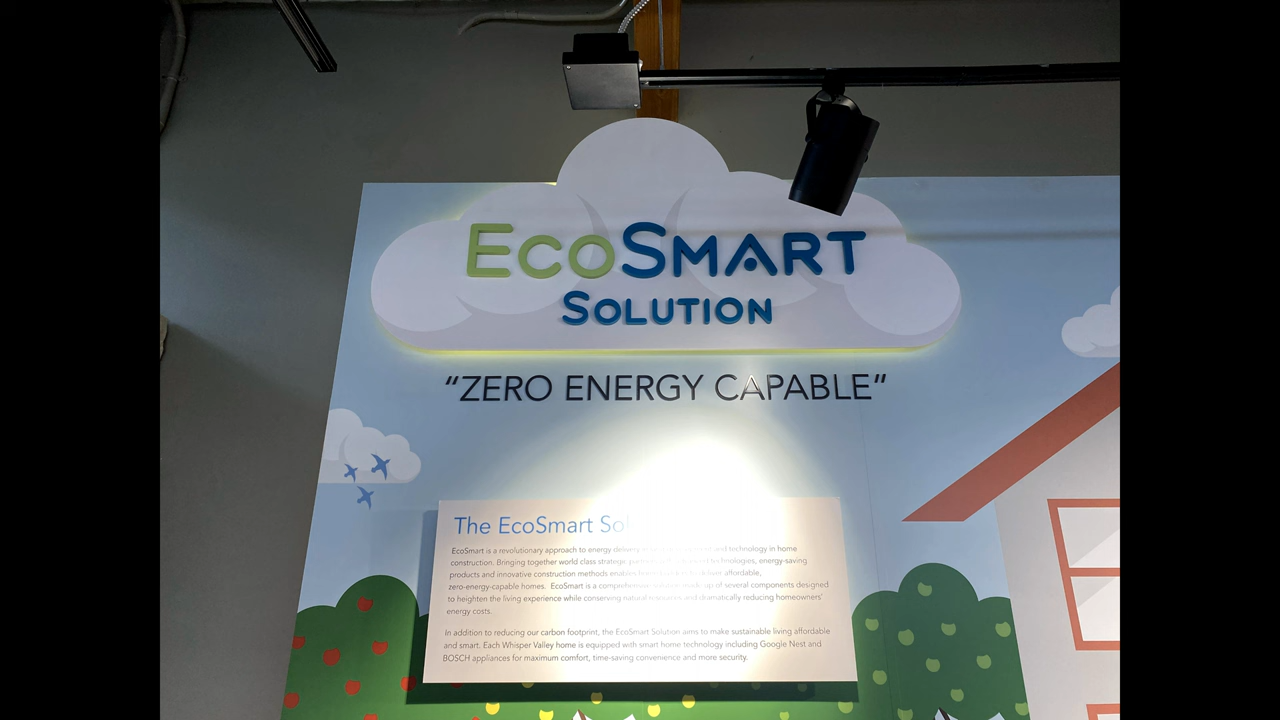 EcoSmart
Solution
“ZERO ENERGY CAPABLE”
The EcoSmart
EcoSmart is a revolutionary approach to energy delivery and technology in home
construction. Bringing together world class strategic technologies, energy-saving
products and innovative construction methods affordable,
zero-energy-capable homes. EcoSmart is a comprehensive made up of several components designed
to heighten the living experience while conserving natural resources and dramatically reducing homeowners'
energy costs.
In addition to reducing our carbon footprint, the EcoSmart Solution aims to make sustainable living affordable
and smart. Each Whisper Valley home is equipped with smart home technology including Google Nest and
BOSCH appliances for maximum comfort, time-saving convenience and more security.